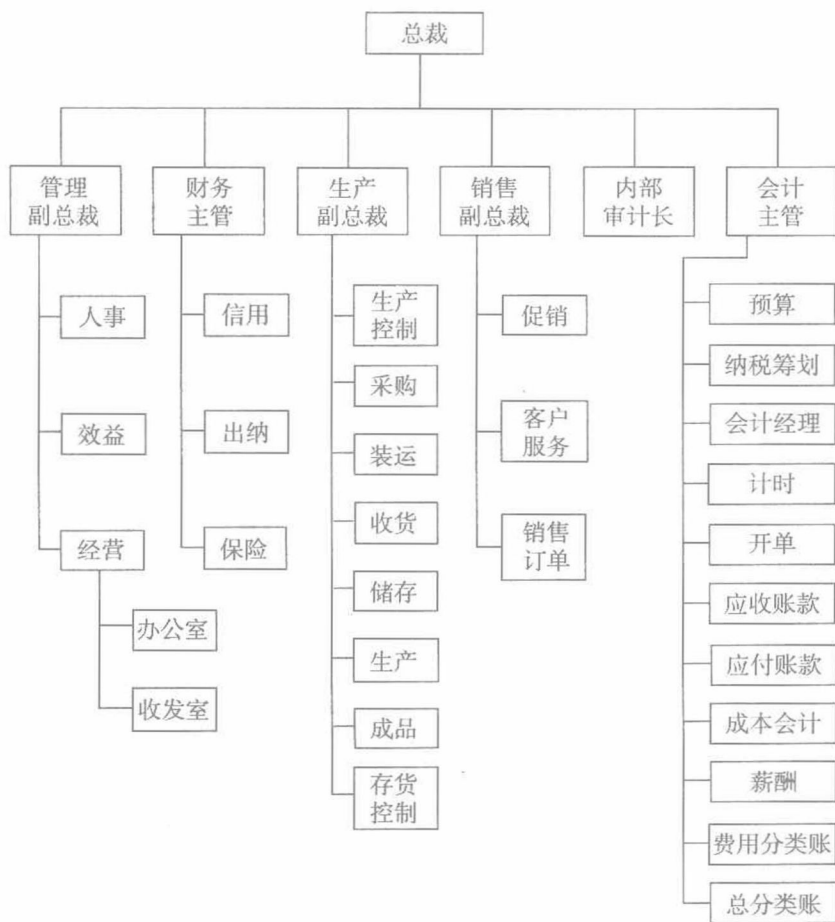 总裁
管理
副总裁
财务
主管
生产
副总裁
销售
副总裁
内部
审计长
会计
主管
人事
效益
经营
办公室
收发室
信用
出纳
保险
生产
控制
采购
装运
收货
储存
生产
成品
存货
控制
促销
客户
服务
销售
订单
预算
纳税筹划
会计经理
计时
开单
应收账款
应付账款
成本会计
薪酬
费用分类账
总分类账